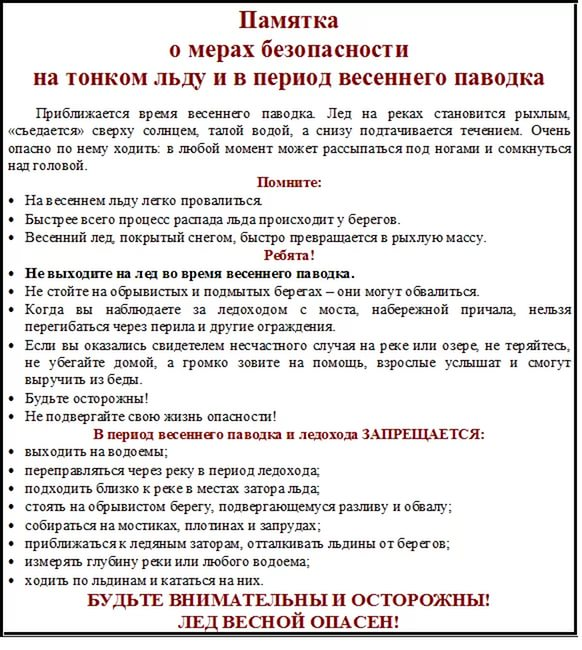 Памятка
о мерах безопасности
на тонком льду и в период весеннего паводка
Приближается время весеннего паводка. Лед на реках становится рыхлым,
«съедается» сверху солнцем, талой водой, а снизу подтачивается течением. Очень
опасно по нему ходить: в любой момент может рассыпаться под ногами и сомкнуться
над головой.
Помните:
• На весеннем льду легко провалиться.
• Быстрее всего процесс распада льда происходит у берегов.
• Весенний лед, покрытый снегом, быстро превращается в рыхлую массу.
Ребята!
• Не выходите на лед во время весеннего паводка.
• Не стойте на обрывистых и подмытых берегах – они могут обвалиться.
• Когда вы наблюдаете за ледоходом с моста, набережной причала, нельзя
перегибаться через перила и другие ограждения.
• Если вы оказались свидетелем несчастного случая на реке или озере, не теряйтесь,
не убегайте домой, а громко зовите на помощь, взрослые услышат и смогут
выручить из беды.
• Будьте осторожны!
• Не подвергайте свою жизнь опасности!
В период весеннего паводка и ледохода ЗАПРЕЩАЕТСЯ:
• выходить на водоемы;
• переправляться через реку в период ледохода;
• подходить близко к реке в местах затора льда;
• стоять на обрывистом берегу, подвергающемуся разливу и обвалу;
• собираться на мостиках, плотинах и запрудах;
• приближаться к ледяным заторам, отталкивать льдины от берегов;
• измерять глубину реки или любого водоема;
• ходить по льдинам и кататься на них.
БУДЬТЕ ВНИМАТЕЛЬНЫ И ОСТОРОЖНЫ!
ЛЕД ВЕСНОЙ ОПАСЕН!